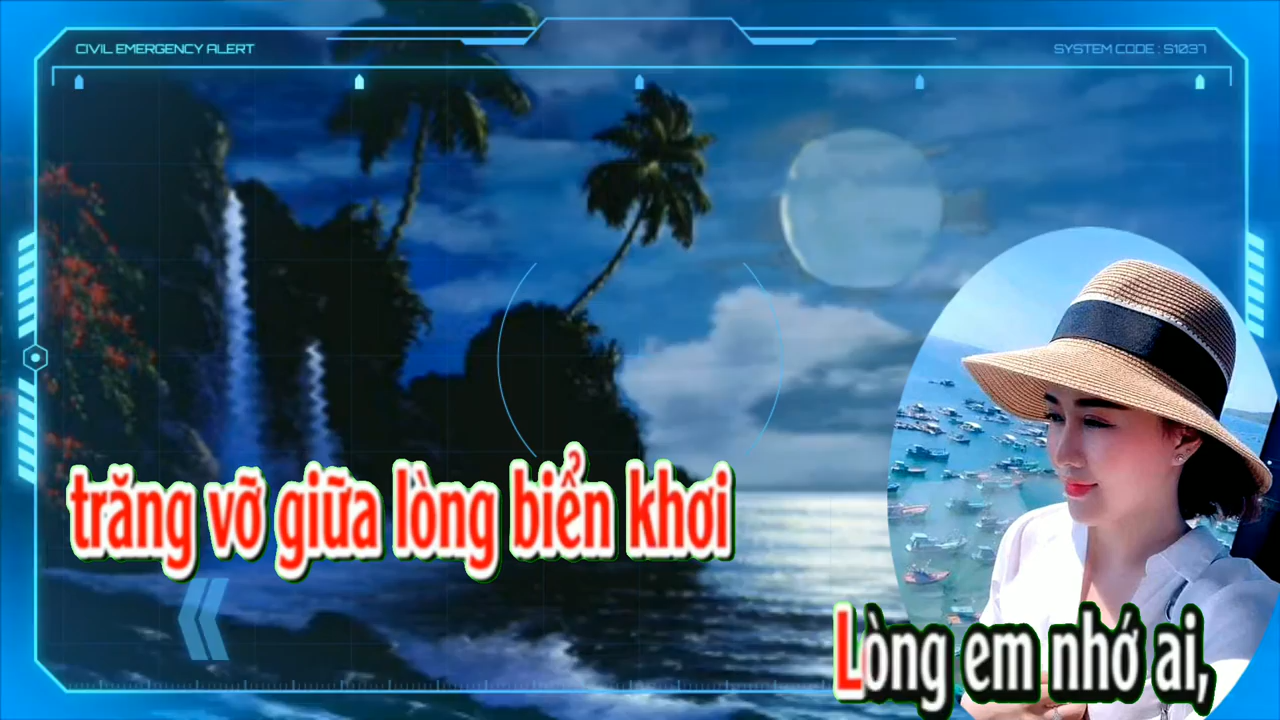 CIVIL EMERGENCY ALERT
SYSTEM CODE : S1037
trăng vỡ giữa lòng biển khơi
Lòng em nhớ ai,